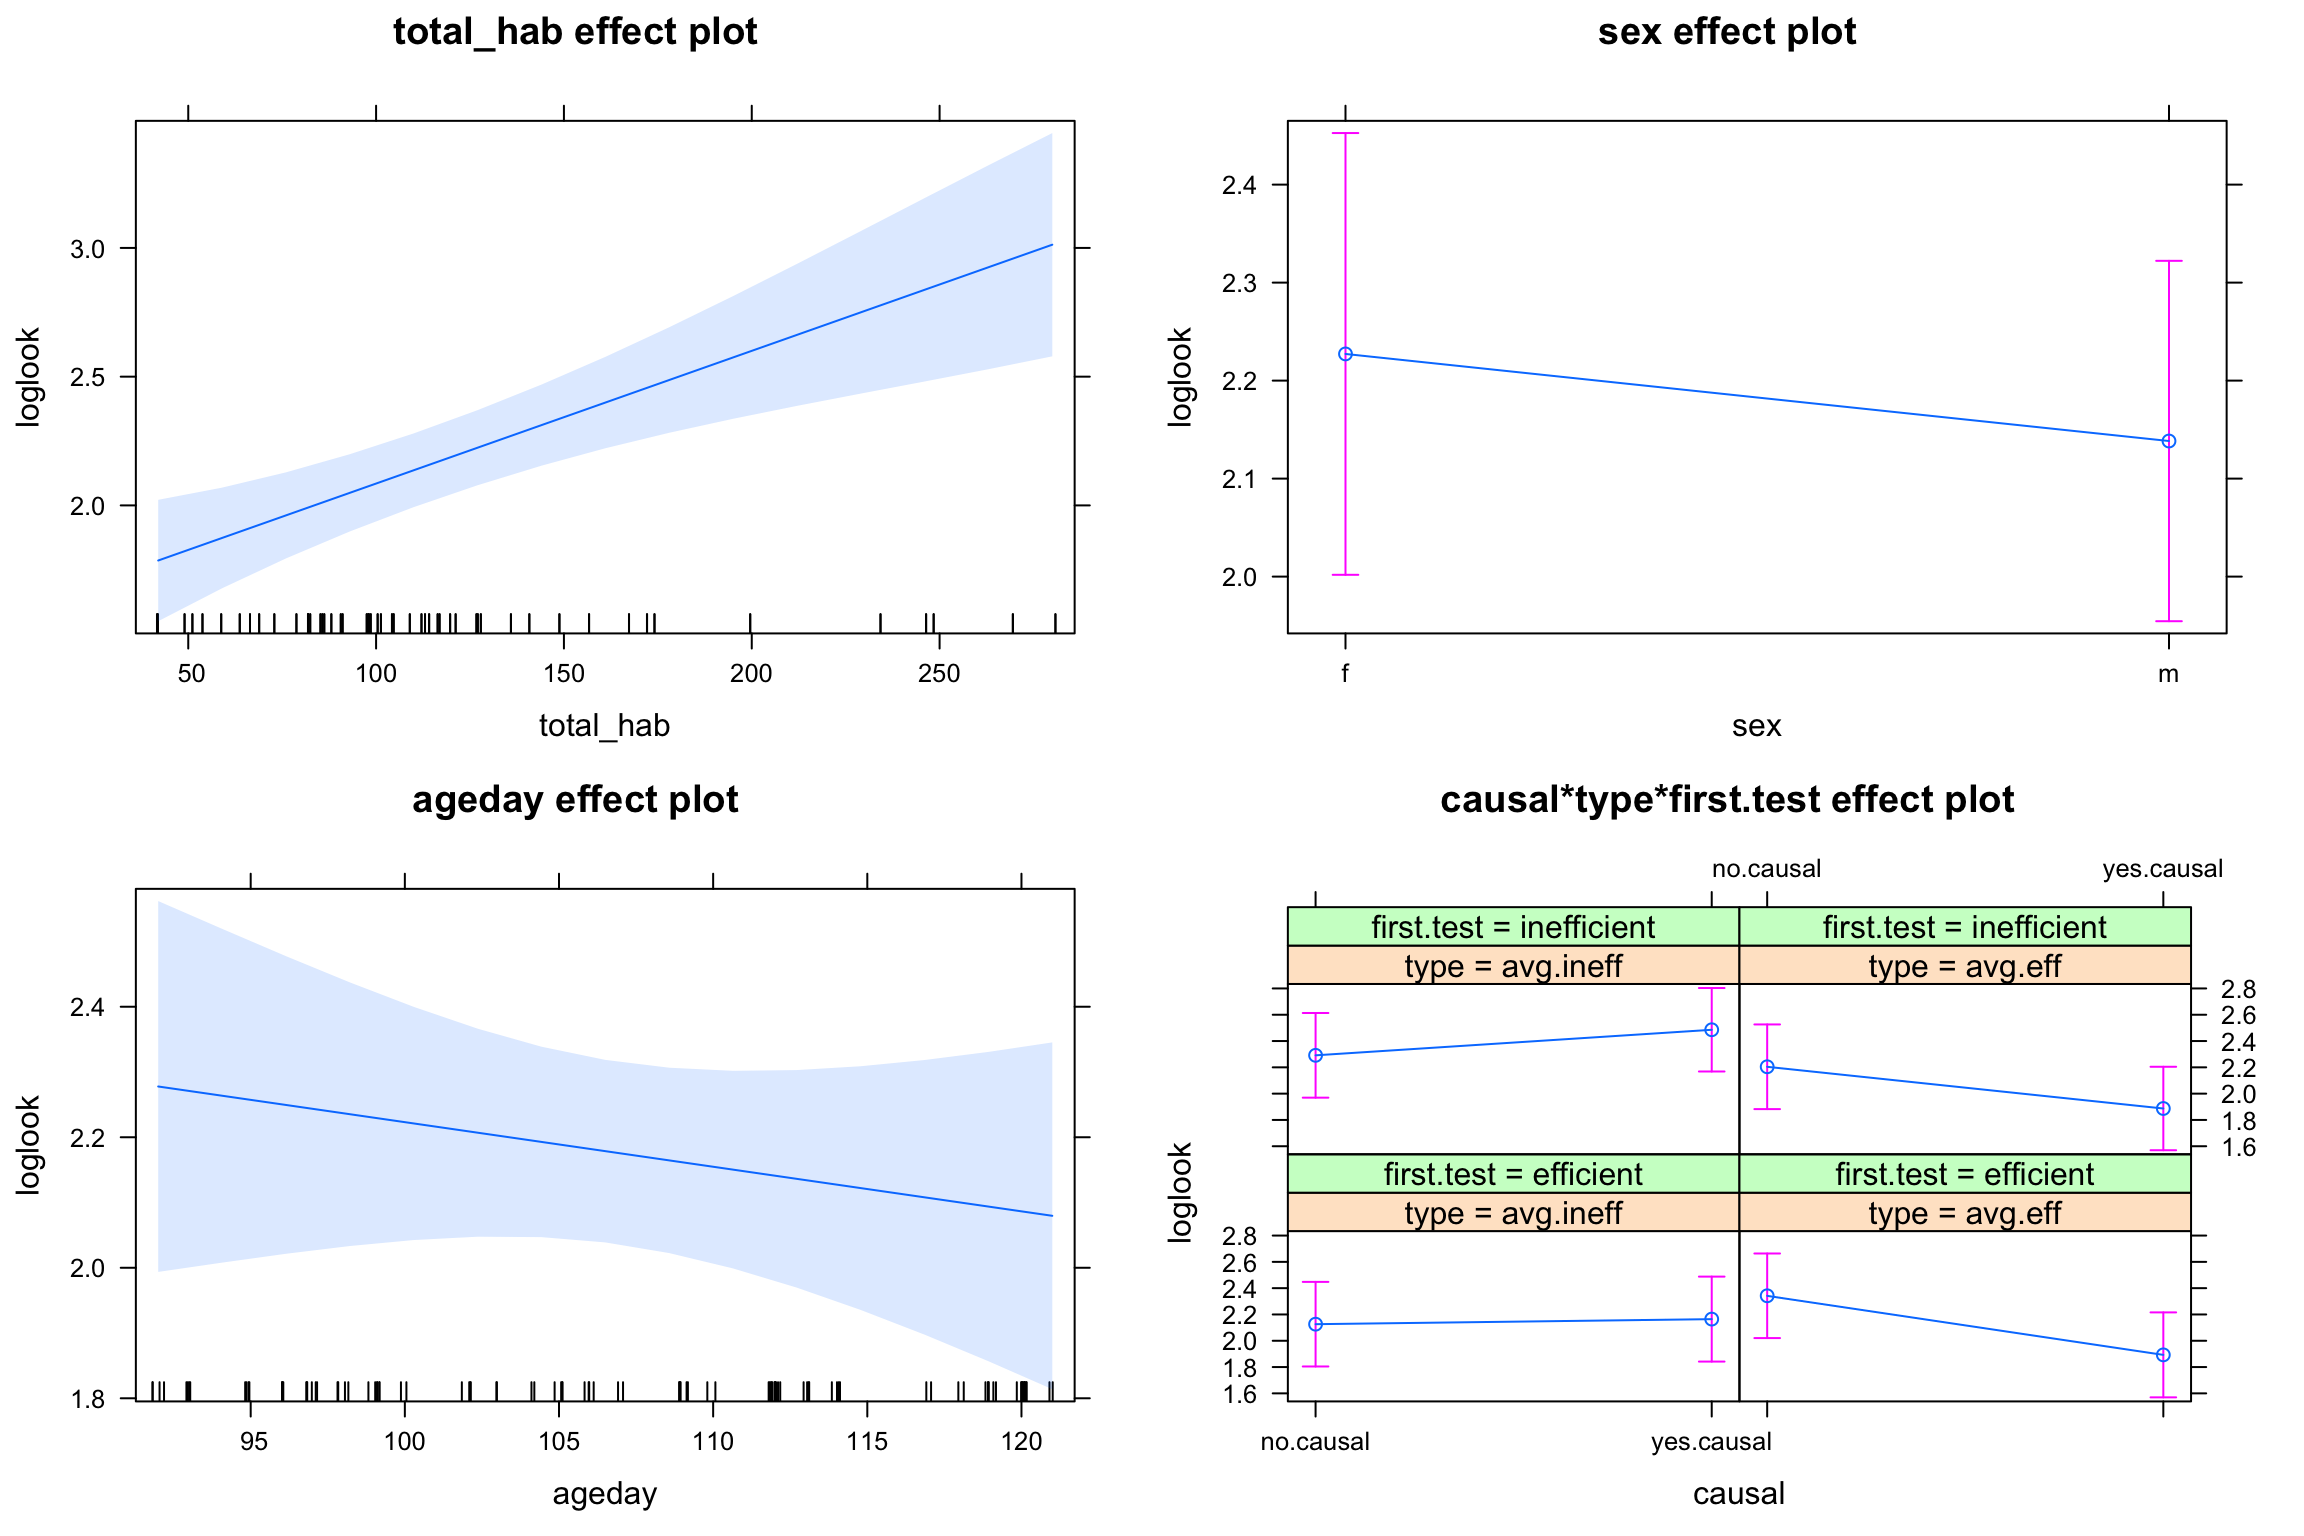 total_hab effect plot
loglook
3.0
2.5
2.0
50 100 150 200 250
total_hab
sex effect plot
loglook
2.4
2.3
2.2
2.1
2.0
f m
sex
ageday effect plot
loglook
2.4
2.2
2.0
1.8
95 100 105 110 115 120
ageday
causal*type*first.test effect plot
no.causal yes.causal
first.test = inefficient first.test = inefficient
type = avg.ineff type = avg.eff
2.8
2.6
2.4
2.2
2.0
1.8
1.6
loglook
first.test = efficient first.test = efficient
type = avg.ineff type = avg.eff
2.8
2.6
2.4
2.2
2.0
1.8
1.6
no.causal yes.causal
causal